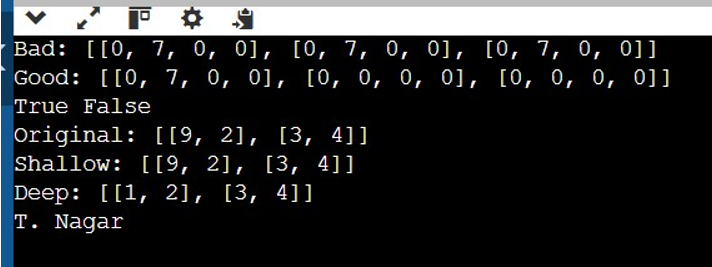 Bad: [[0, 7, 0, 0], [0, 7, 0, 0], [0, 7, 0, 0]]
Good: [[0, 7, 0, 0], [0, 0, 0, 0], [0, 0, 0, 0]]
True False
Original: [[9, 2], [3, 4]]
Shallow: [[9, 2], [3, 4]]
Deep: [[1, 2], [3, 4]]
T. Nagar